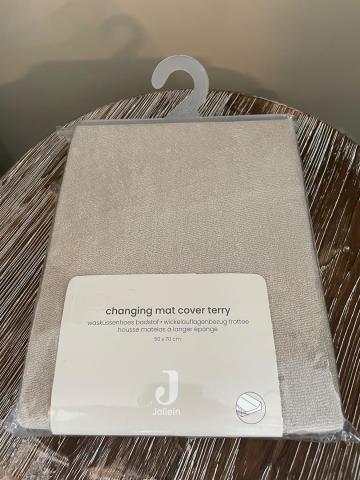 changing mat cover terry
waskussenhoes badstof • wickelauflagenbezug frottee
housse matelas à langer éponge
50 x 70 cm
J
Jollein